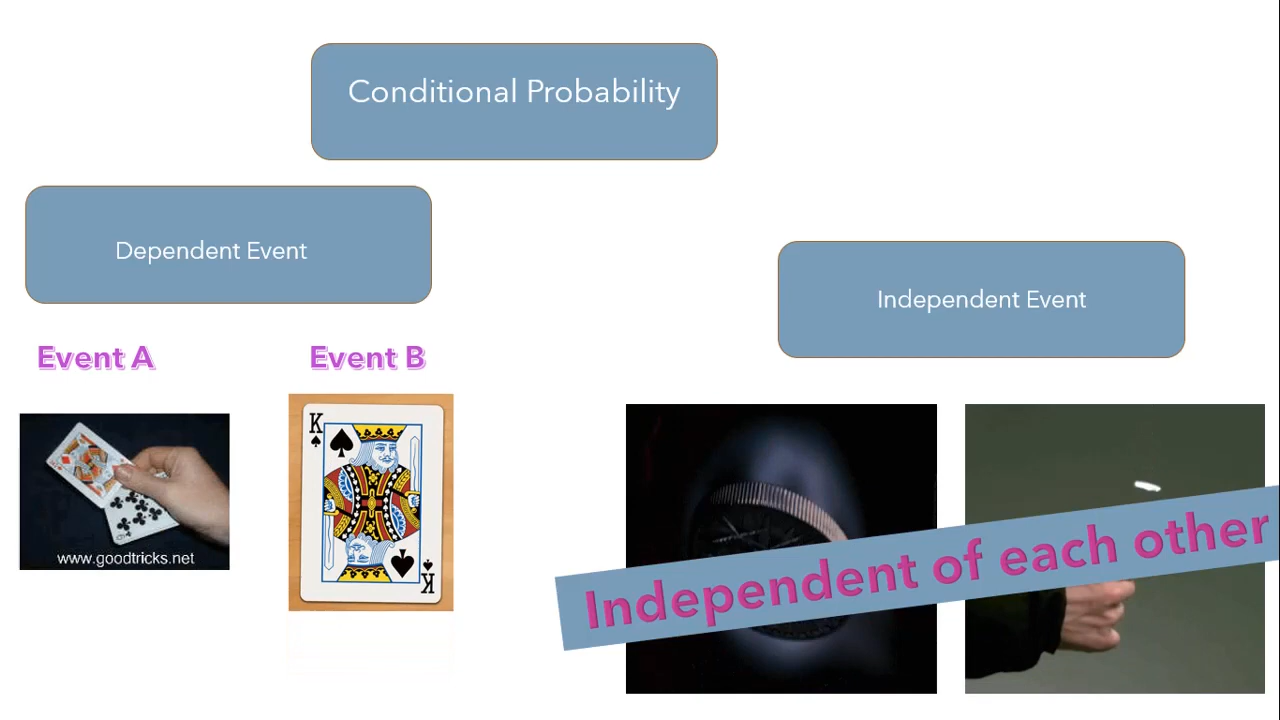 Conditional Probability
Dependent Event
Independent Event
Event A
Event B
K
K
www.goodtricks.net
Independent of each other